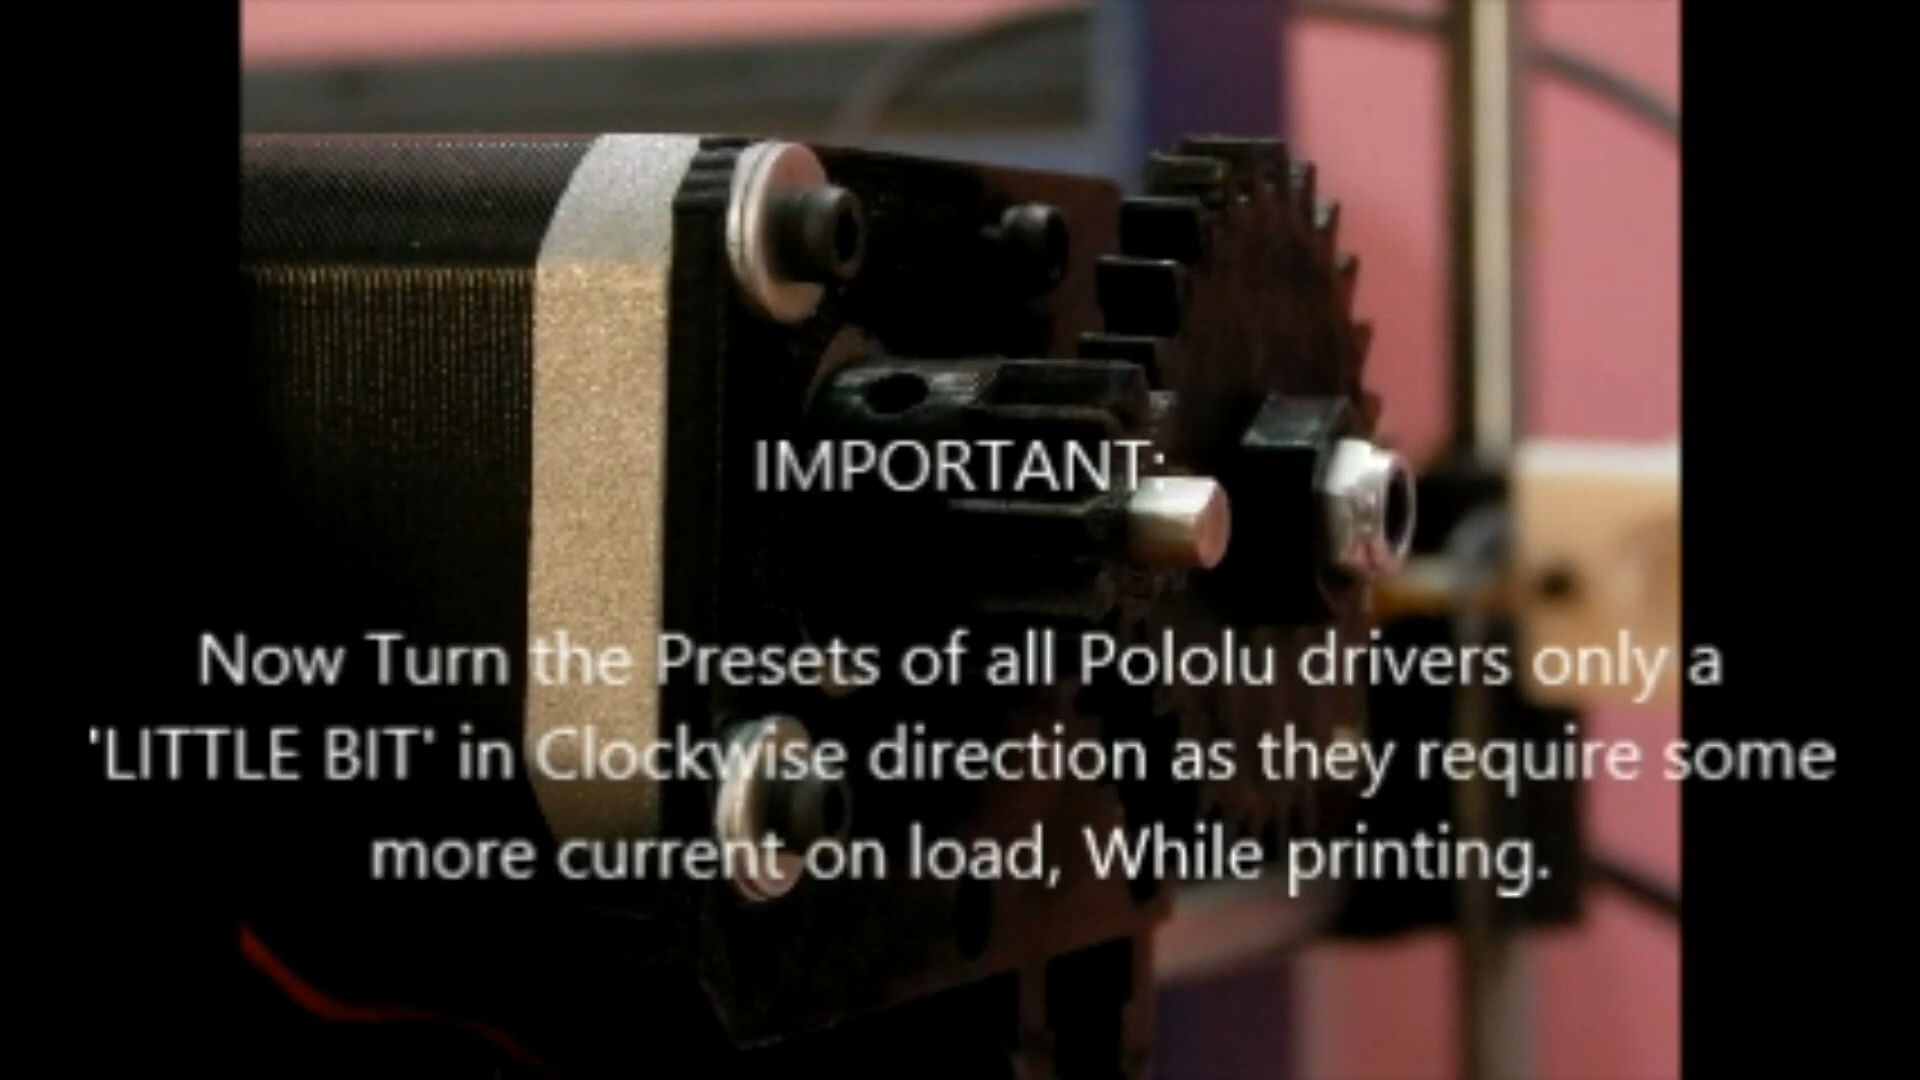 IMPORTANT:
Now Turn the Presets of all Pololu drivers only a
'LITTLE BIT' in Clockwise direction as they require some
more current on load, While printing.